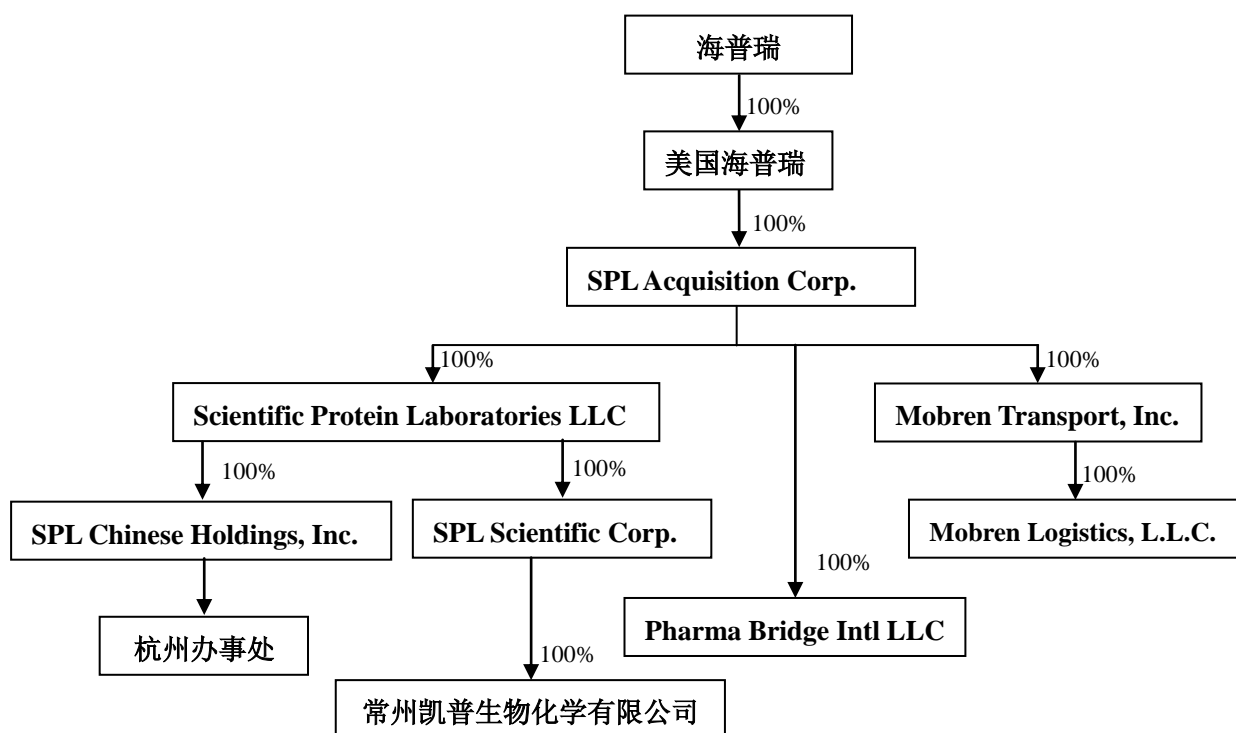 海普瑞
100%
美国海普瑞
100%
SPL Acquisition Corp.
100%
100%
100%
Scientific Protein Laboratories LLC
Mobren Transport, Inc.
100%
100%
100%
SPL Chinese Holdings, Inc.
SPL Scientific Corp.
Mobren Logistics, L.L.C.
100%
Pharma Bridge Intl LLC
杭州办事处
100%
常州凯普生物化学有限公司